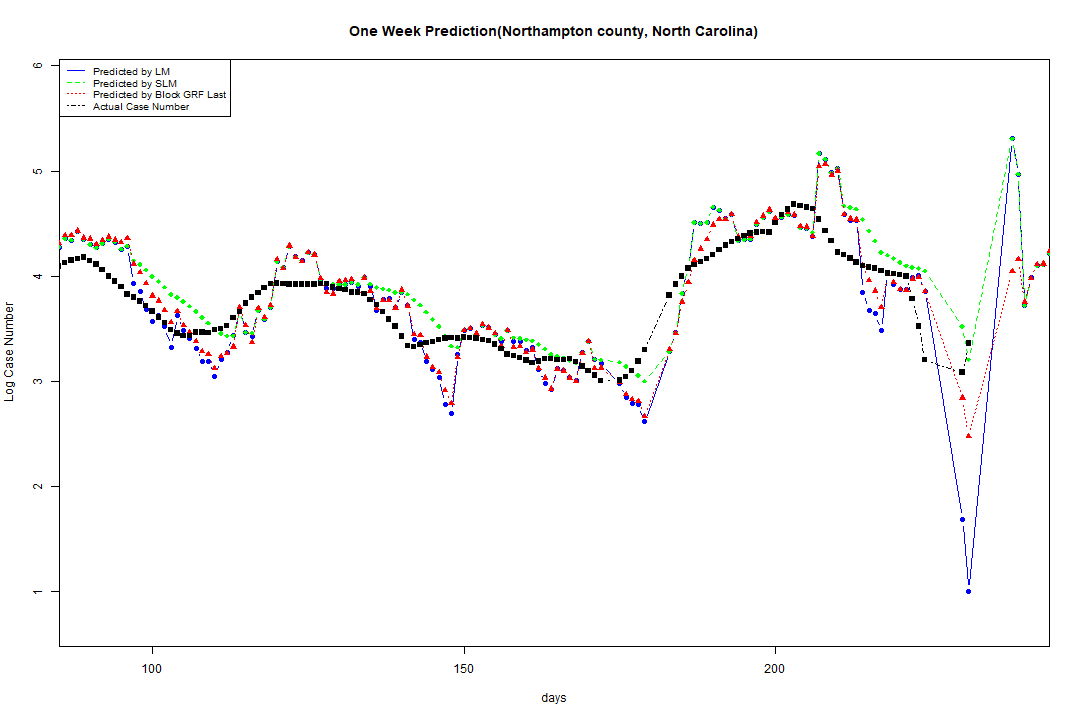 One Week Prediction(Northampton county, North Carolina)
Predicted by LM
Predicted by SLM
Predicted by Block GRF Last
Actual Case Number
6
5
4
3
2
1
Log Case Number
100 150 200
days